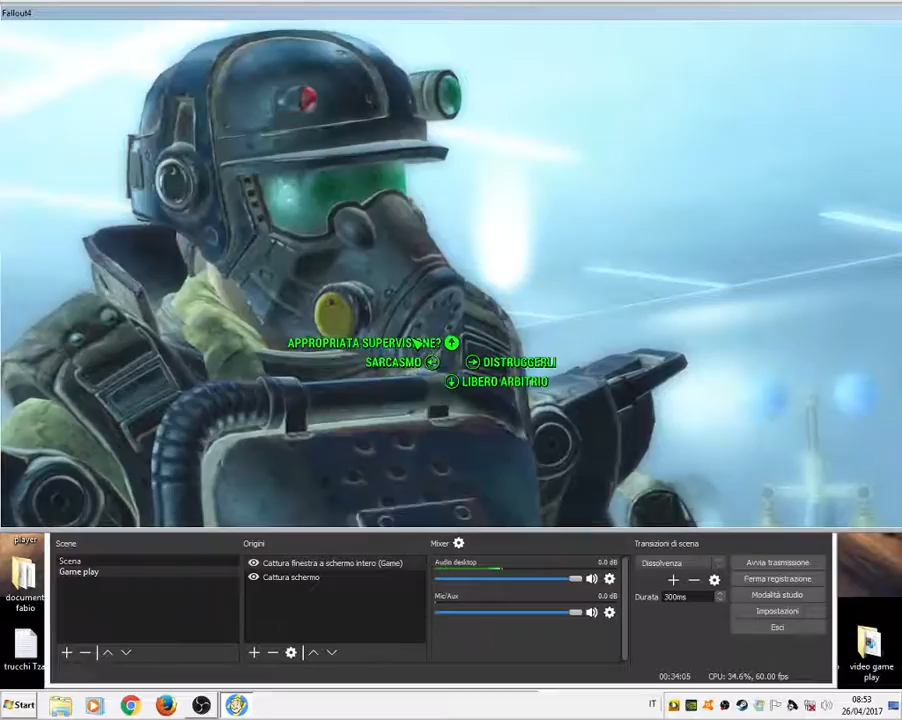 Fallout4
APPROPRIATA SUPERVISIONE?
SARCASMO
DISTRUGGERLI
LIBERO ARBITRIO
player
document
fabio
trucchi Tza
Scene
Scena
Game play
Origini
Cattura finestra a schermo intero (Game)
Cattura schermo
Mixer
Audio desktop 0.0 dB
Mic/Aux 0.0 dB
Transizioni di scena
Dissolvenza
Durata 300ms
Avvia trasmissione
Ferma registrazione
Modalità studio
Impostazioni
Esci
00:34:05 CPU: 34.6%, 60.00 fps
video game
play
Start
IT
08:53
26/04/2017